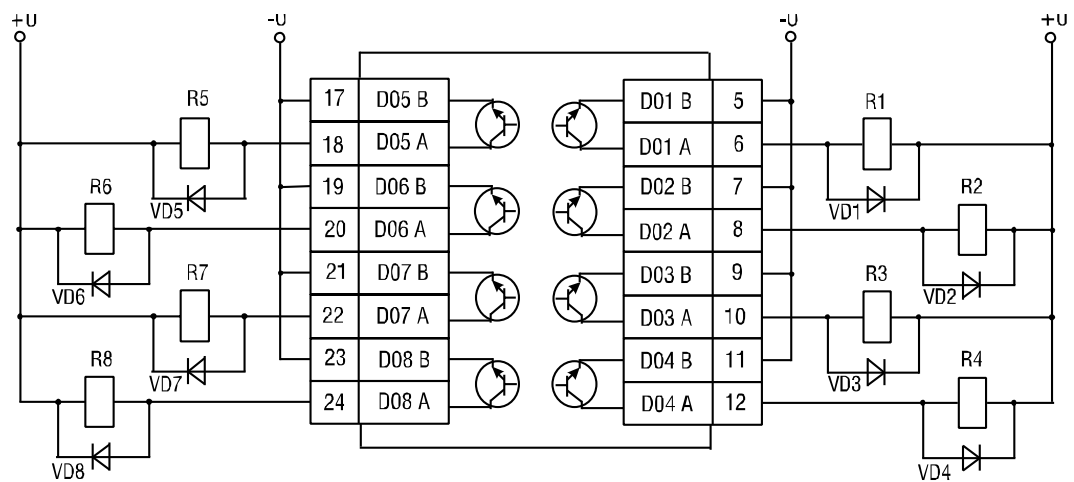 +U
-U
-U
+U
17 D05 B
D01 B 5
R5
R1
18 D05 A
D01 A 6
19 D06 B
D02 B 7
R6
VD5
VD1
R2
20 D06 A
D02 A 8
21 D07 B
D03 B 9
VD6
R7
R3
VD2
22 D07 A
D03 A 10
23 D08 B
D04 B 11
R8
VD7
VD3
R4
24 D08 A
D04 A 12
VD8
VD4